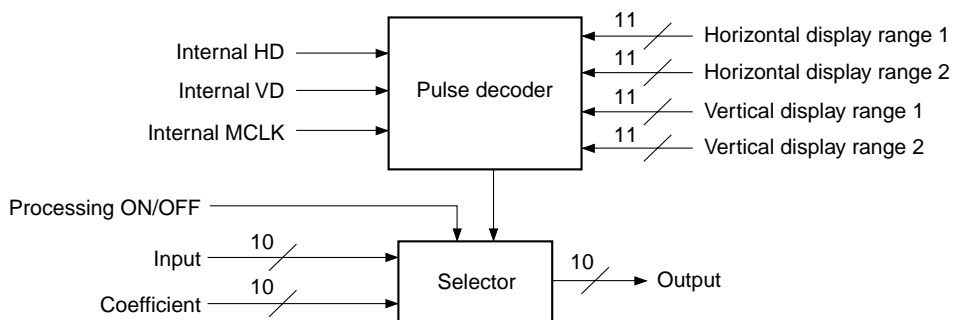 11 Horizontal display range 1
Internal HD
11 Horizontal display range 2
Internal VD
Pulse decoder
11 Vertical display range 1
Internal MCLK
11 Vertical display range 2
Processing ON/OFF
Input 10
Selector
10 Output
Coefficient 10